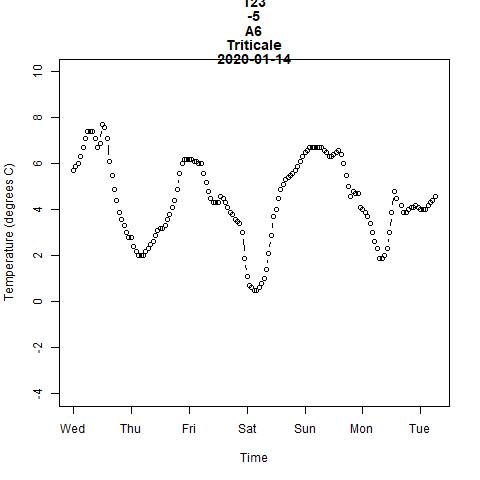 123
-5
A6
Triticale
2020-01-14
Temperature (degrees C)
10
8
6
4
2
0
-2
-4
Wed Thu Fri Sat Sun Mon Tue
Time